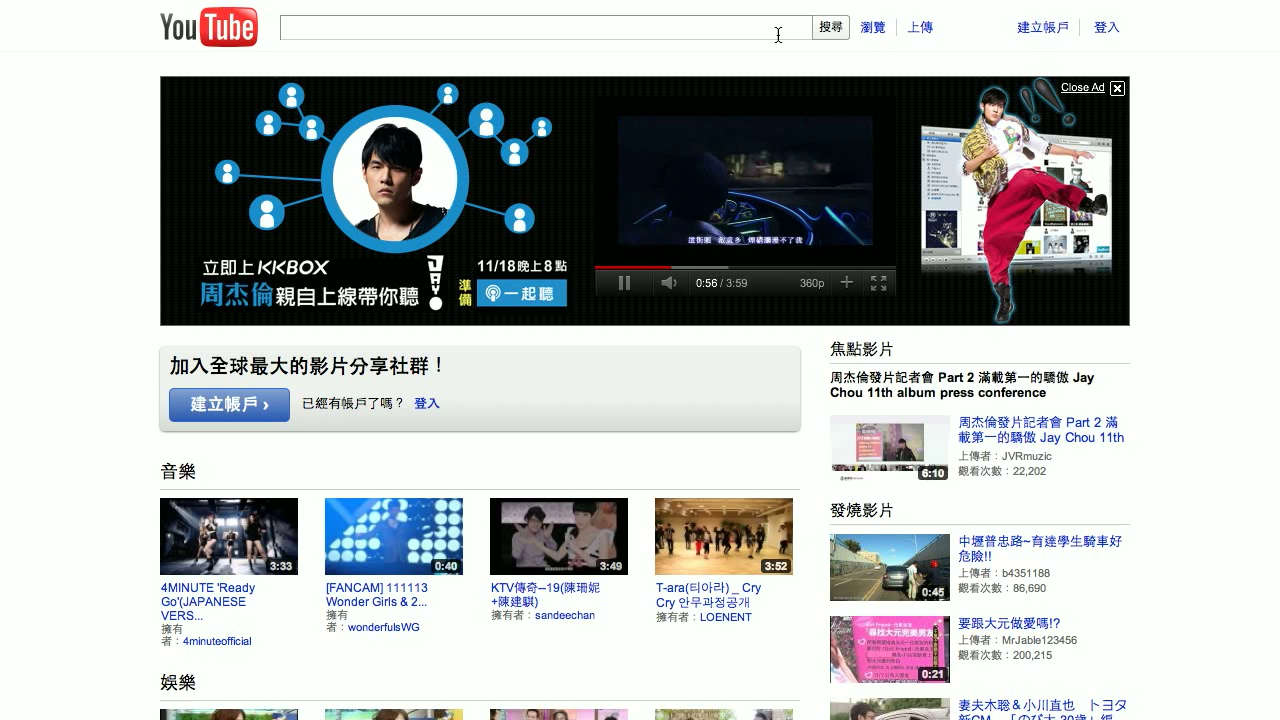 YouTube
搜尋
瀏覽
上傳
建立帳戶
登入
Close Ad
立即上 KKBOX
周杰倫親自上線帶你聽
JAY!
11/18晚上8點
準備
一起聽
0:56 / 3:59
360p
加入全球最大的影片分享社群！
建立帳戶 ›
已經有帳戶了嗎？ 登入
音樂
3:33
4MINUTE 'Ready
Go'(JAPANESE
VERS...
擁有
者：4minuteofficial
0:40
[FANCAM] 111113
Wonder Girls & 2...
擁有
者：wonderfulsWG
3:49
KTV傳奇--19(陳珊妮
+陳建騏)
擁有者：sandeechan
3:52
T-ara(티아라) _ Cry
Cry 안무과정공개
擁有者：LOENENT
娛樂
焦點影片
周杰倫發片記者會 Part 2 滿載第一的驕傲 Jay
Chou 11th album press conference
6:10
周杰倫發片記者會 Part 2 滿
載第一的驕傲 Jay Chou 11th
上傳者：JVRmuzic
觀看次數：22,202
發燒影片
0:45
中壢普忠路~育達學生騎車好
危險!!
上傳者：b4351188
觀看次數：86,690
0:21
要跟大元做愛嗎!?
上傳者：MrJable123456
觀看次數：200,215
妻夫木聡＆小川直也　トヨタ
新CM　「のび太 30歳」編